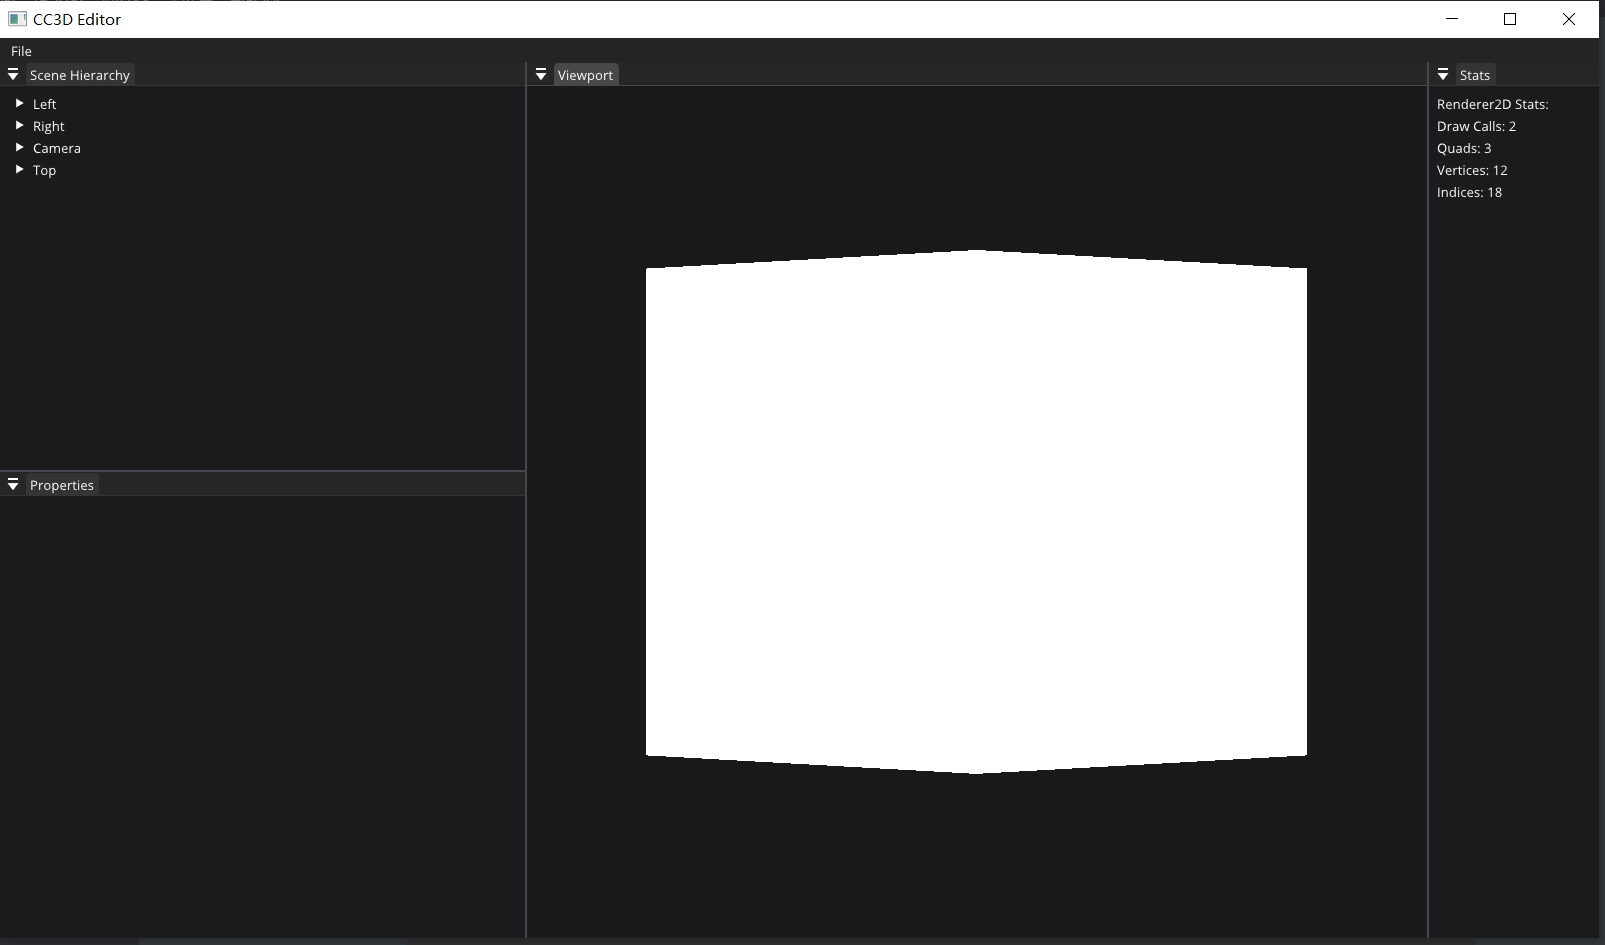 CC3D Editor
File
Scene Hierarchy
Left
Right
Camera
Top
Properties
Viewport
Stats
Renderer2D Stats:
Draw Calls: 2
Quads: 3
Vertices: 12
Indices: 18